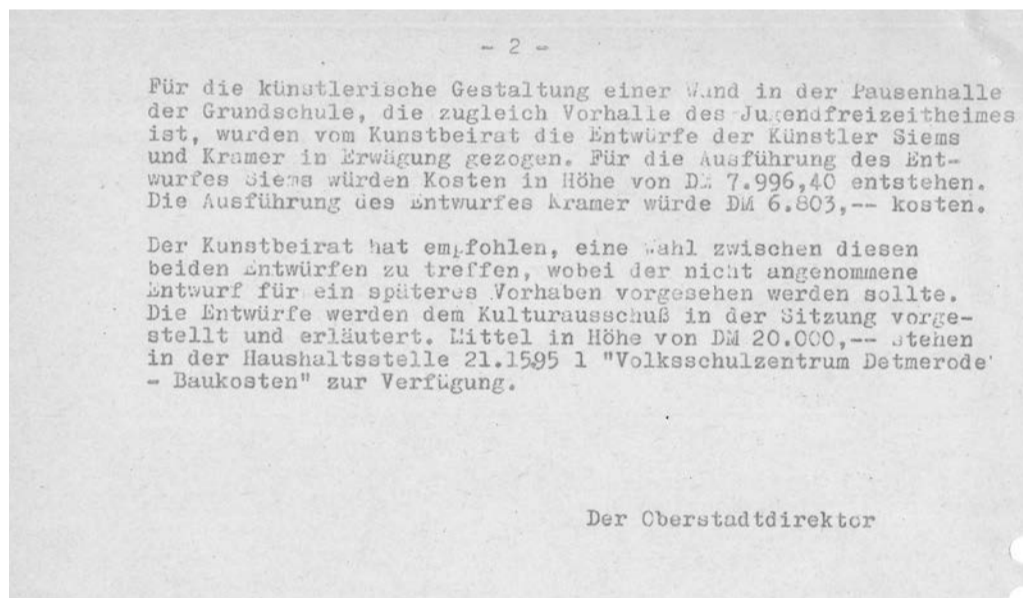 - 2 -
Für die künstlerische Gestaltung einer Wand in der Pausenhalle
der Grundschule, die zugleich Vorhalle des Jugendfreizeitheimes
ist, wurden vom Kunstbeirat die Entwürfe der Künstler Siems
und Kramer in Erwägung gezogen. Für die Ausführung des Ent-
wurfes Siems würden Kosten in Höhe von DM 7.996,40 entstehen.
Die Ausführung des Entwurfes Kramer würde DM 6.803,-- kosten.
Der Kunstbeirat hat empfohlen, eine Wahl zwischen diesen
beiden Entwürfen zu treffen, wobei der nicht angenommene
Entwurf für ein späteres Vorhaben vorgesehen werden sollte.
Die Entwürfe werden dem Kulturausschuß in der Sitzung vorge-
stellt und erläutert. Mittel in Höhe von DM 20.000,-- stehen
in der Haushaltsstelle 21.1595 1 "Volksschulzentrum Detmerode"
- Baukosten" zur Verfügung.
Der Oberstadtdirektor